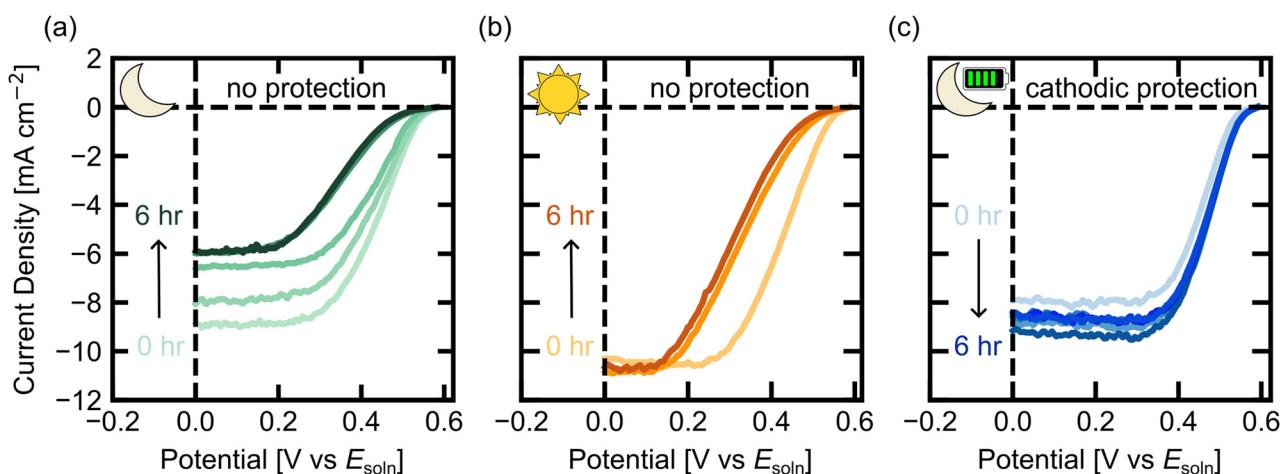 (a)
(b)
(c)
Current Density [mA cm⁻²]
2
0
−2
−4
−6
−8
−10
−12
no protection
6 hr
0 hr
−0.2 0.0 0.2 0.4 0.6
Potential [V vs E_soln]
no protection
6 hr
0 hr
−0.2 0.0 0.2 0.4 0.6
Potential [V vs E_soln]
cathodic protection
0 hr
6 hr
−0.2 0.0 0.2 0.4 0.6
Potential [V vs E_soln]